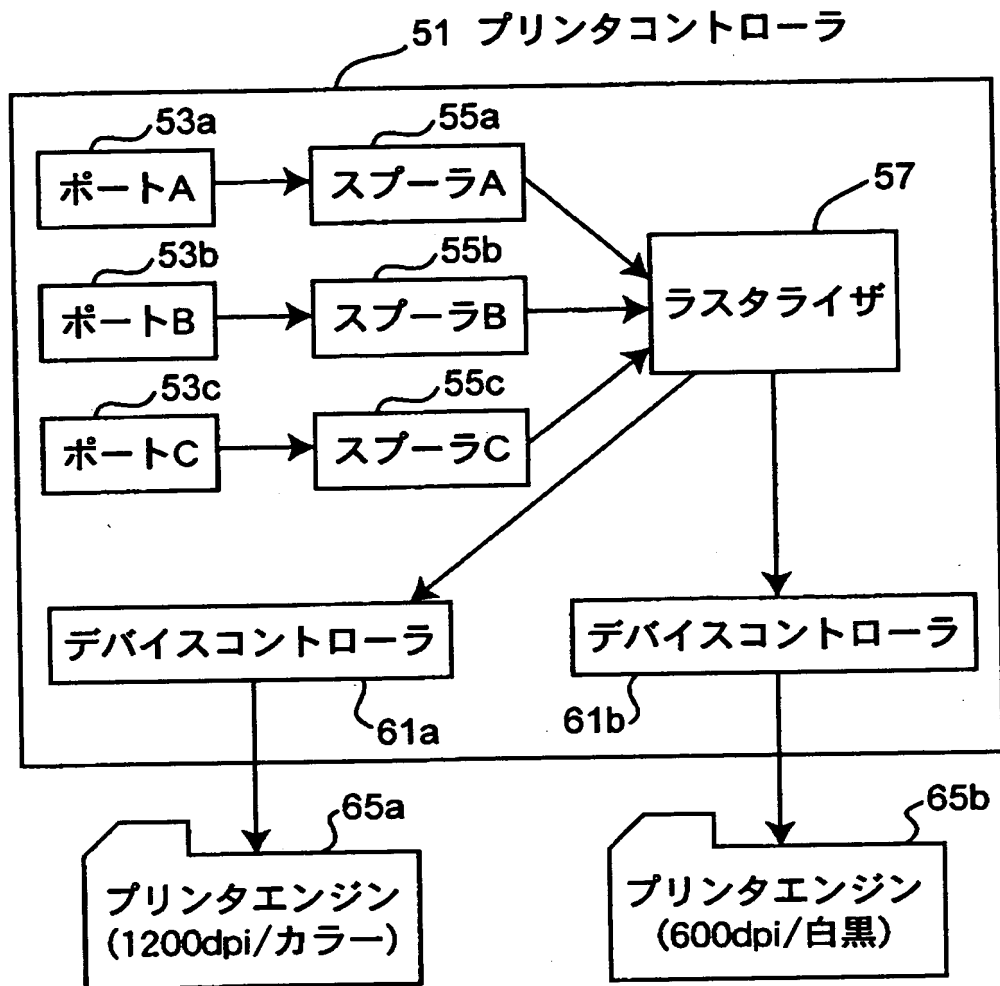 51 プリンタコントローラ
53a
55a
ポートA
スプーラA
57
53b
55b
ポートB
スプーラB
ラスタライザ
53c
55c
ポートC
スプーラC
デバイスコントローラ
デバイスコントローラ
61a
61b
65a
65b
プリンタエンジン
(1200dpi/カラー)
プリンタエンジン
(600dpi/白黒)